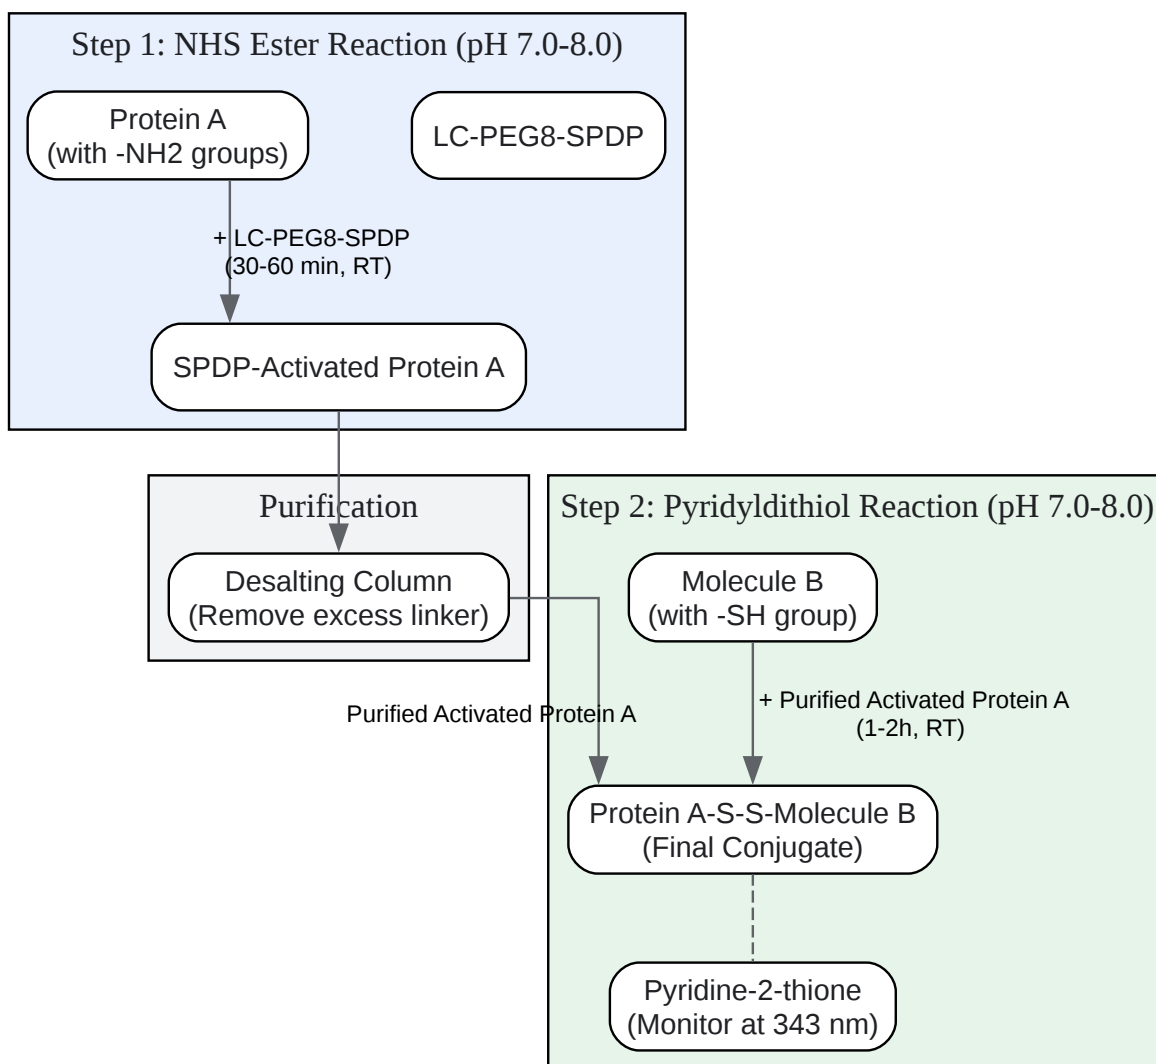 Step 1: NHS Ester Reaction (pH 7.0-8.0)
Protein A
(with -NH2 groups)
LC-PEG8-SPDP
+ LC-PEG8-SPDP
(30-60 min, RT)
SPDP-Activated Protein A
Purification
Desalting Column
(Remove excess linker)
Purified Activated Protein A
Step 2: Pyridyldithiol Reaction (pH 7.0-8.0)
Molecule B
(with -SH group)
+ Purified Activated Protein A
(1-2h, RT)
Protein A-S-S-Molecule B
(Final Conjugate)
Pyridine-2-thione
(Monitor at 343 nm)